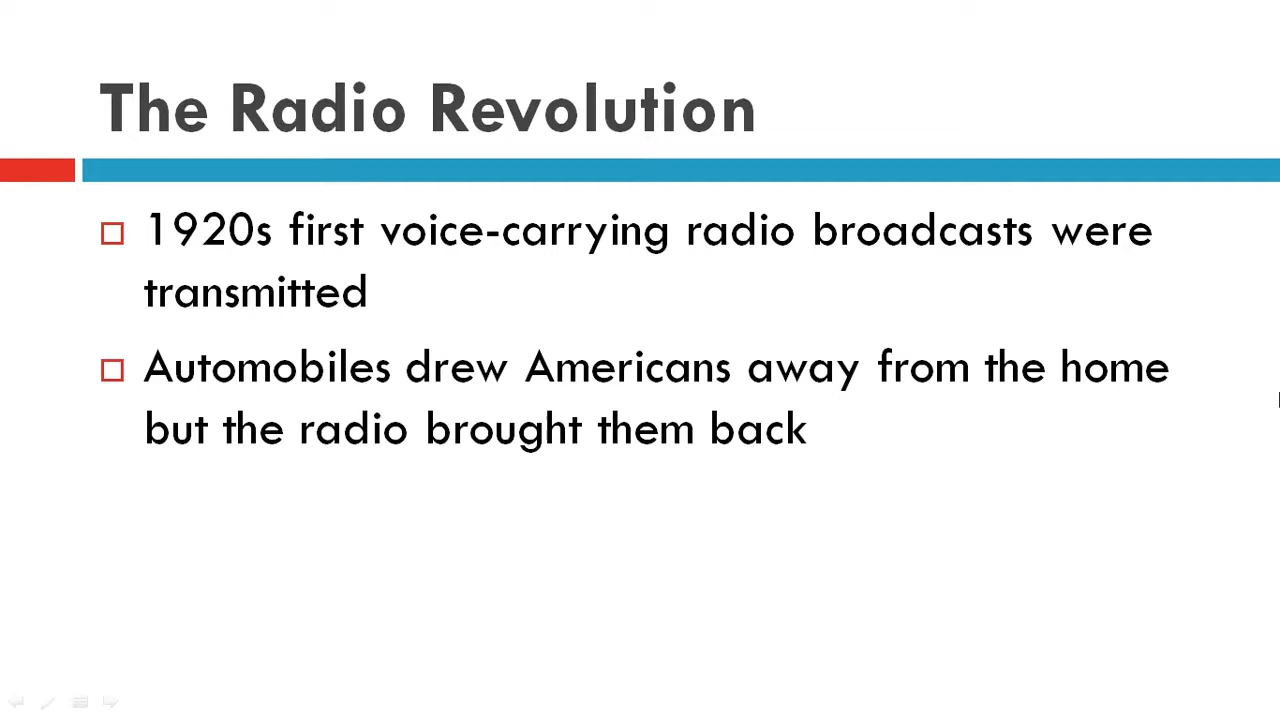 The Radio Revolution
1920s first voice-carrying radio broadcasts were
transmitted
Automobiles drew Americans away from the home
but the radio brought them back